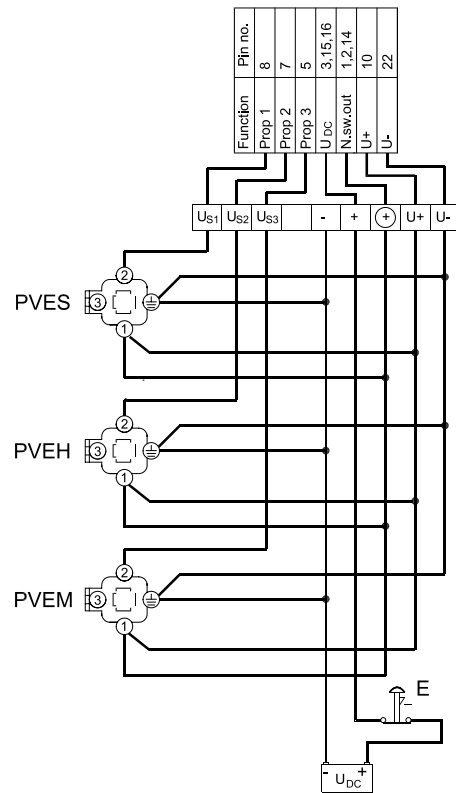 Function Pin no.
Prop 1 8
Prop 2 7
Prop 3 5
UDC 3,15,16
N.sw.out 1,2,14
U+ 10
U- 22
US1 US2 US3 - + + U+ U-
2
PVES 3
1
2
PVEH 3
1
2
PVEM 3
1
E
- UDC +